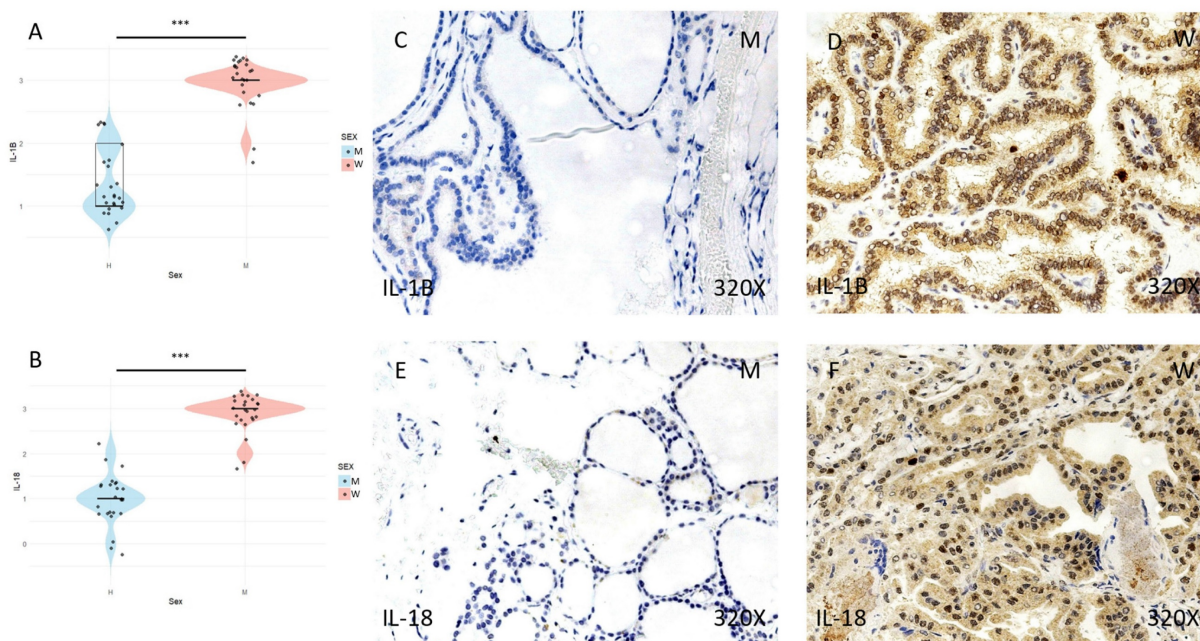 A
***
3
2
1
IL-1B
H
M
Sex
SEX
M
W
C
M
IL-1B
320X
D
W
IL-1B
320X
B
***
3
2
1
0
IL-18
H
M
Sex
SEX
M
W
E
M
IL-18
320X
F
W
IL-18
320X